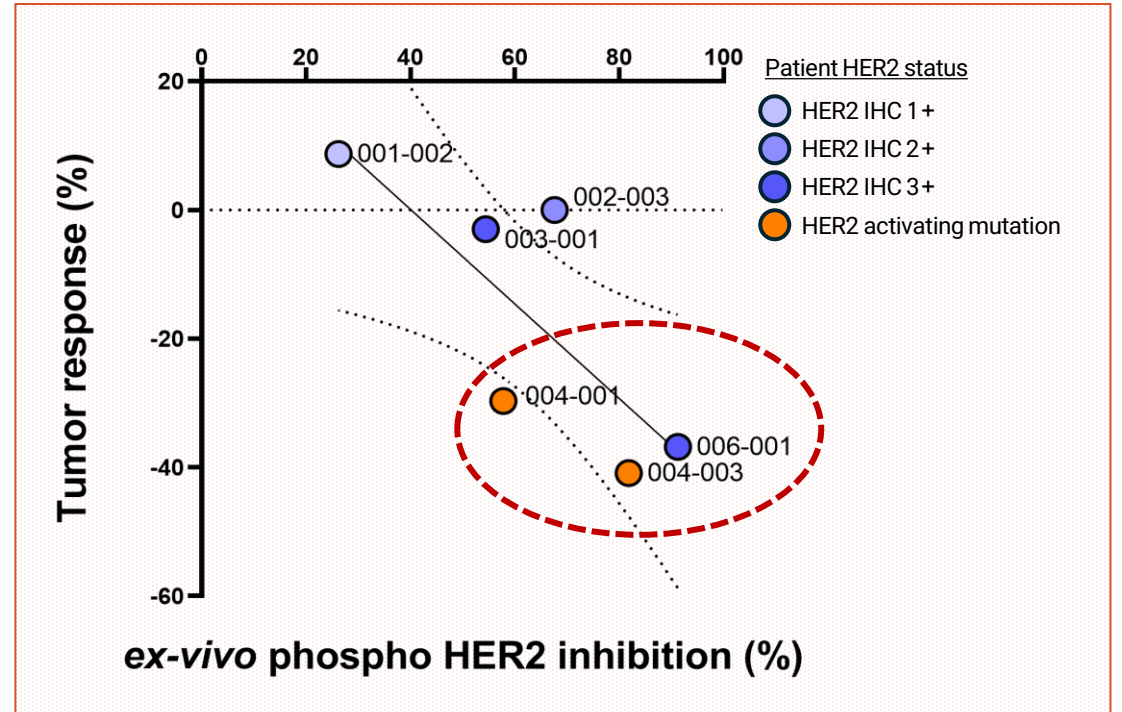 0 20 40 60 80 100
20
0
-20
-40
-60
Tumor response (%)
001-002
002-003
003-001
004-001
006-001
004-003
ex-vivo phospho HER2 inhibition (%)
Patient HER2 status
HER2 IHC 1+
HER2 IHC 2+
HER2 IHC 3+
HER2 activating mutation